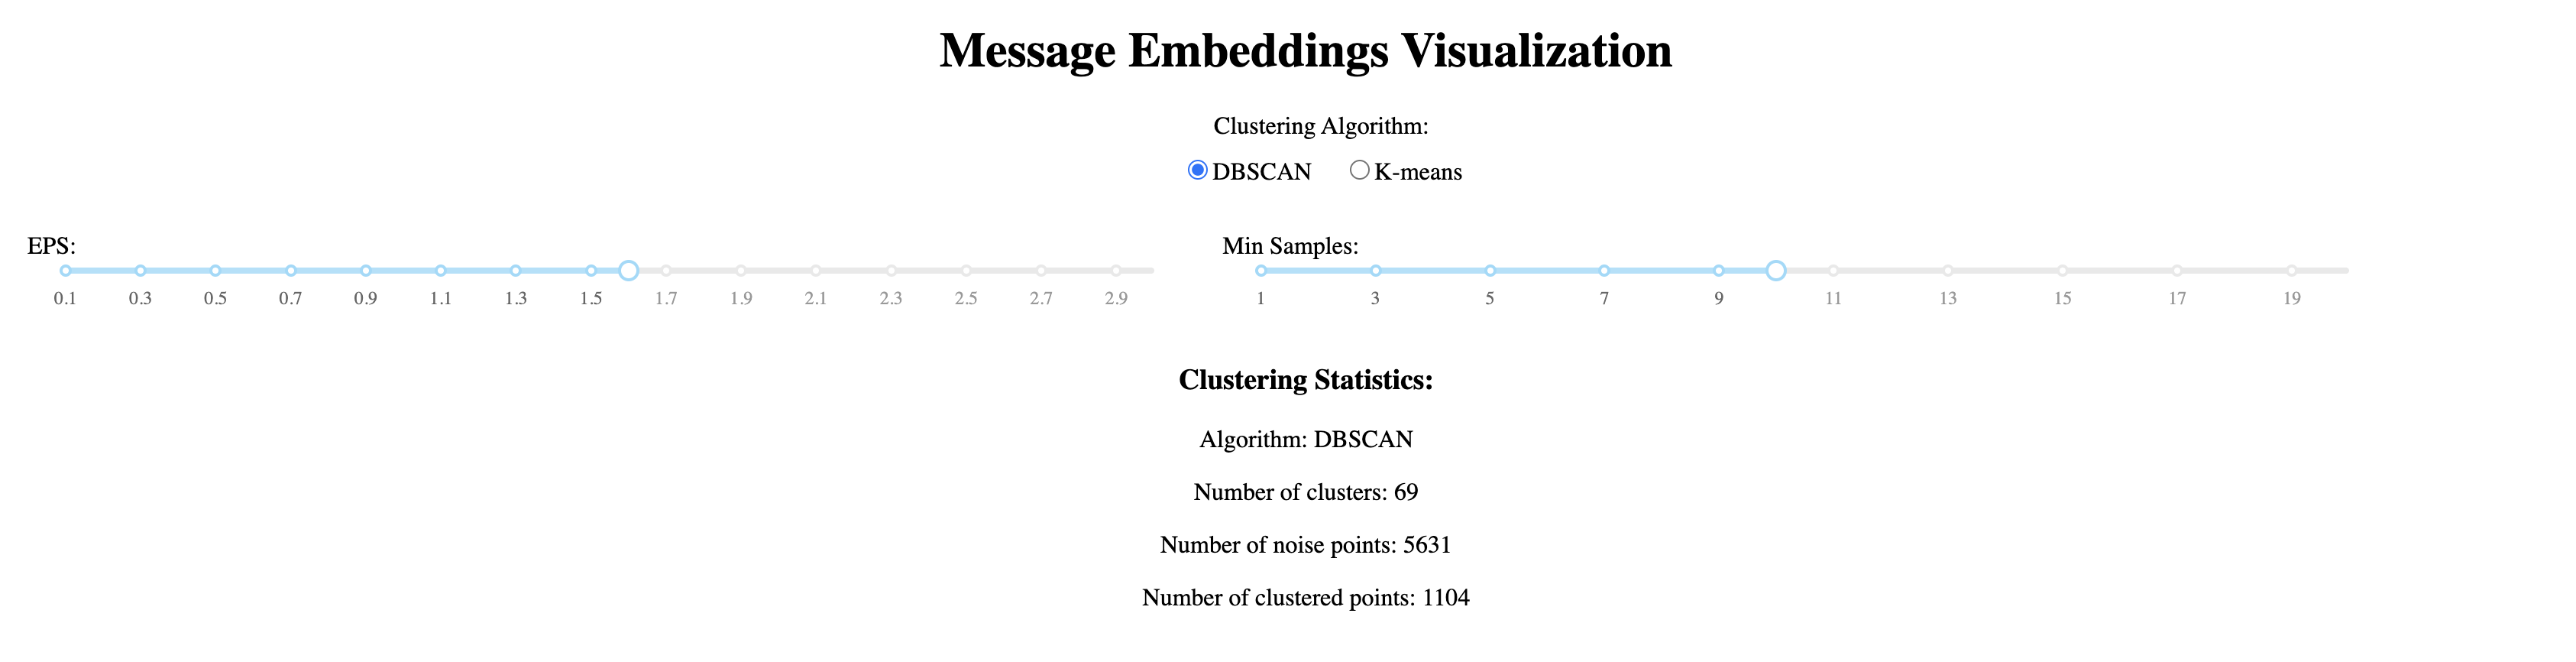 Message Embeddings Visualization
Clustering Algorithm:
DBSCAN K-means
EPS:
0.1 0.3 0.5 0.7 0.9 1.1 1.3 1.5 1.7 1.9 2.1 2.3 2.5 2.7 2.9
Min Samples:
1 3 5 7 9 11 13 15 17 19
Clustering Statistics:
Algorithm: DBSCAN
Number of clusters: 69
Number of noise points: 5631
Number of clustered points: 1104